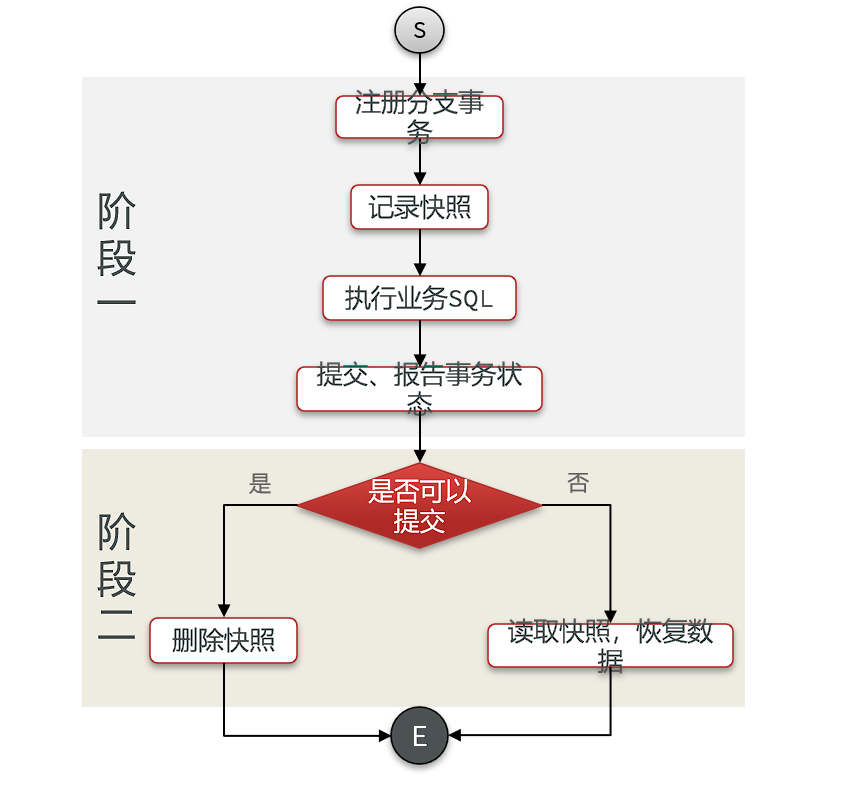 S
注册分支事
务
记录快照
执行业务SQL
提交、报告事务状
态
阶
段
一
是否可以
提交
是
否
阶
段
二
删除快照
读取快照，恢复数
据
E